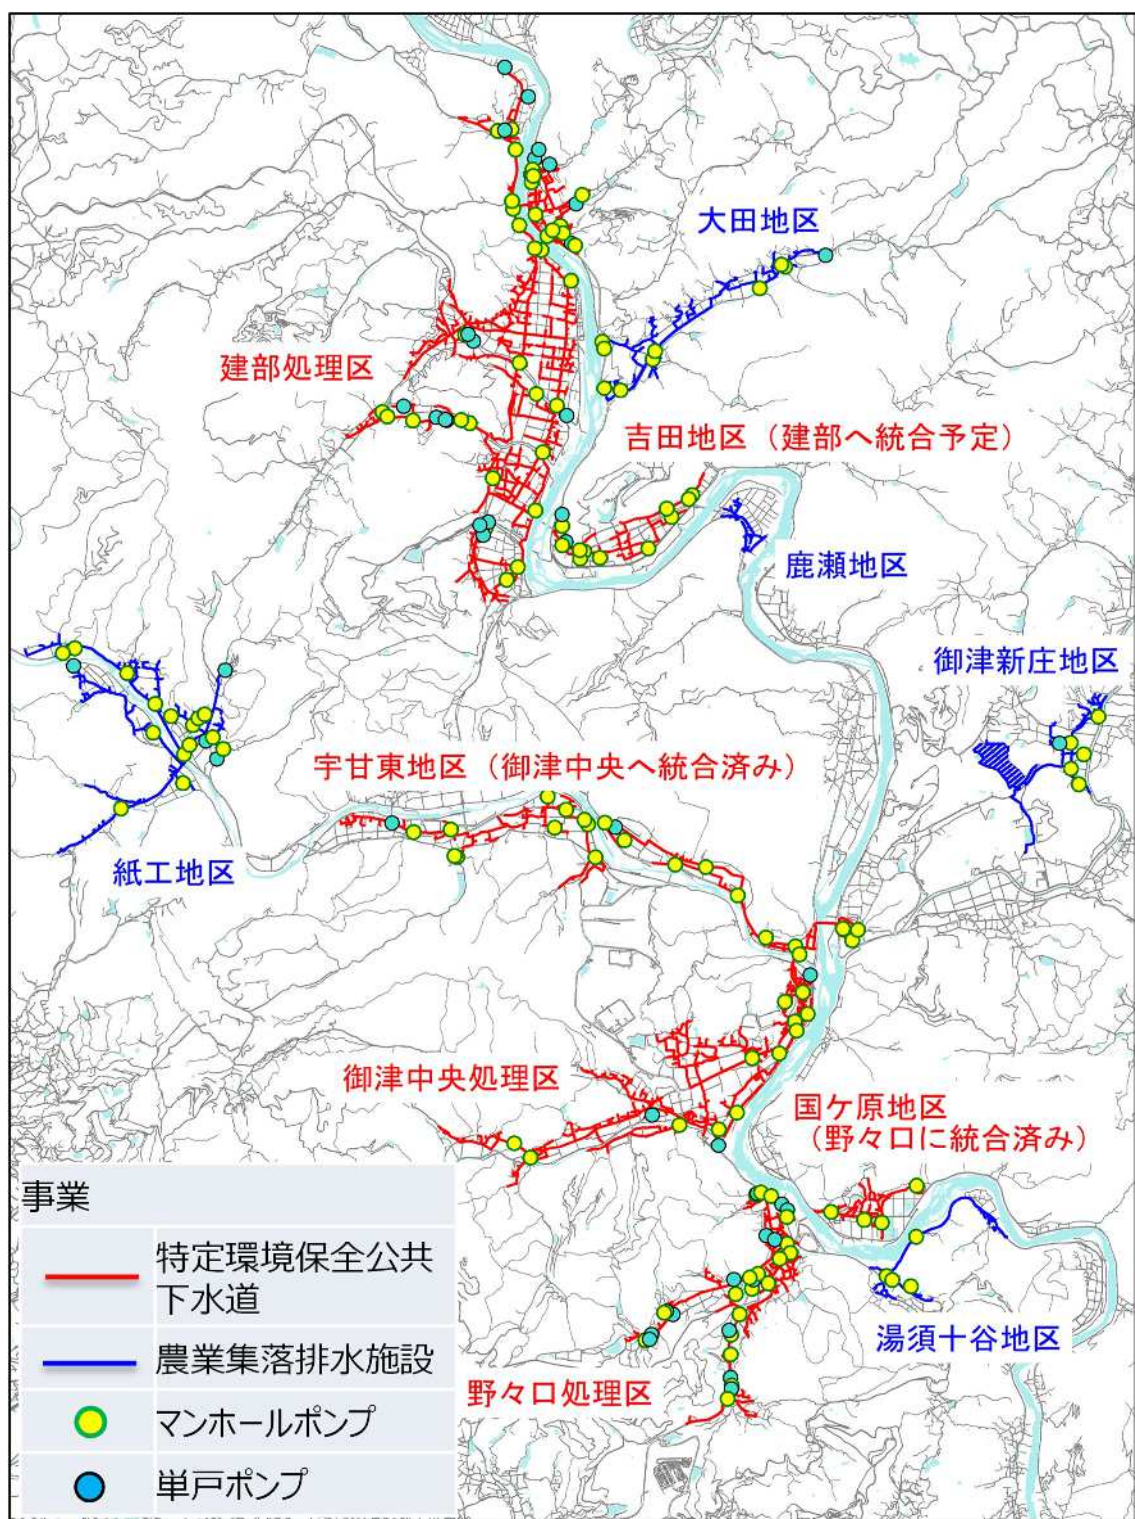 大田地区
建部処理区
吉田地区（建部へ統合予定）
鹿瀬地区
御津新庄地区
宇甘東地区（御津中央へ統合済み）
紙工地区
御津中央処理区
国ケ原地区
（野々口に統合済み）
湯須十谷地区
野々口処理区
事業
特定環境保全公共
下水道
農業集落排水施設
マンホールポンプ
単戸ポンプ